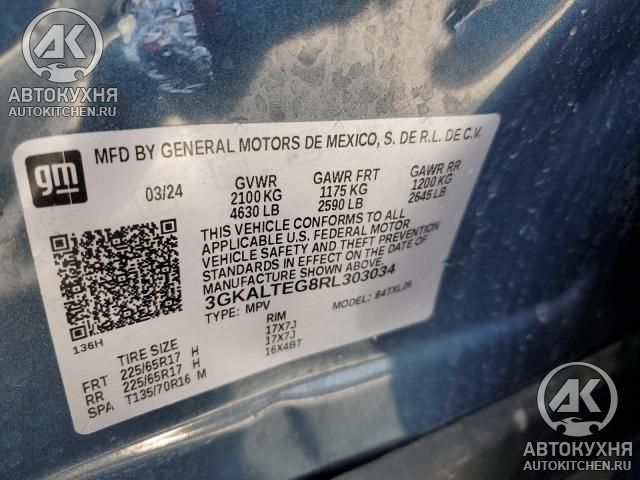 AK
АВТОКУХНЯ
AUTOKITCHEN.RU
gm
MFD BY GENERAL MOTORS DE MEXICO, S. DE R.L. DE C.V.
03/24 GVWR GAWR FRT GAWR RR
2100 KG 1175 KG 1200 KG
4630 LB 2590 LB 2645 LB
THIS VEHICLE CONFORMS TO ALL
APPLICABLE U.S. FEDERAL MOTOR
VEHICLE SAFETY AND THEFT PREVENTION
STANDARDS IN EFFECT ON THE DATE OF
MANUFACTURE SHOWN ABOVE.
3GKALTEG8RL303034
TYPE: MPV MODEL: 84TXL26
136H
TIRE SIZE RIM
FRT 225/65R17 H 17X7J
RR 225/65R17 H 17X7J
SPA T135/70R16 M 16X4BT
AK
АВТОКУХНЯ
AUTOKITCHEN.RU